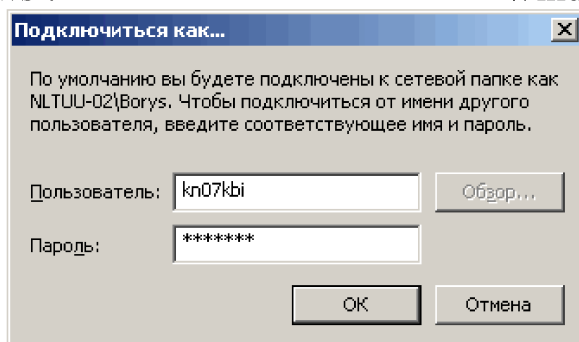 Подключиться как...
По умолчанию вы будете подключены к сетевой папке как
NLTUU-02\Borys. Чтобы подключиться от имени другого
пользователя, введите соответствующее имя и пароль.
Пользователь: kn07kbi Обзор...
Пароль: *******
ОК Отмена